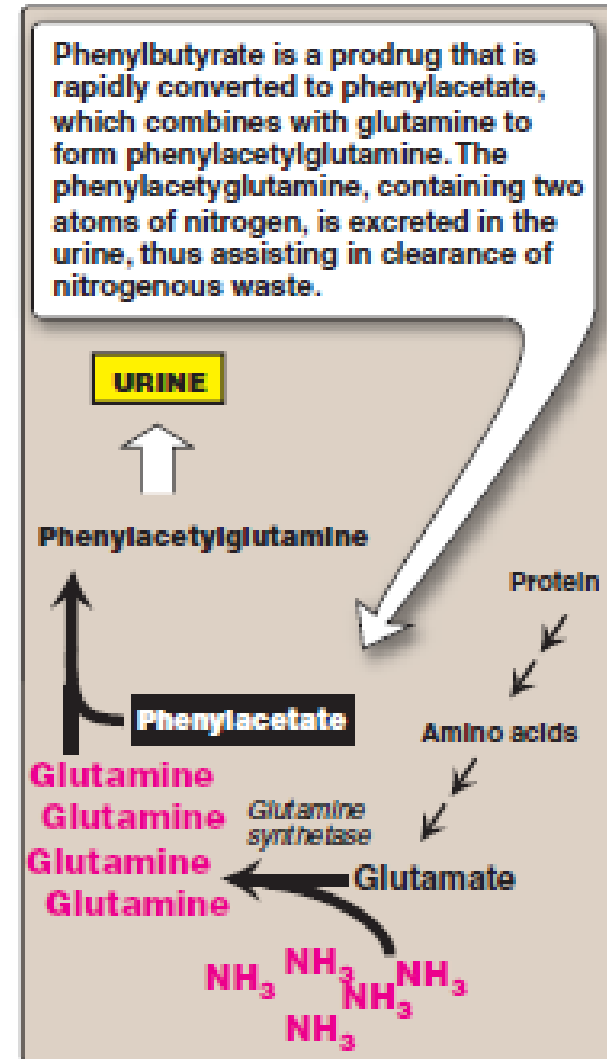 Phenylbutyrate is a prodrug that is
rapidly converted to phenylacetate,
which combines with glutamine to
form phenylacetylglutamine. The
phenylacetyglutamine, containing two
atoms of nitrogen, is excreted in the
urine, thus assisting in clearance of
nitrogenous waste.
URINE
Phenylacetylglutamine
Protein
Phenylacetate
Amino acids
Glutamine
Glutamine
Glutamine
synthetase
Glutamine
Glutamate
Glutamine
NH3
NH3
NH3
NH3
NH3